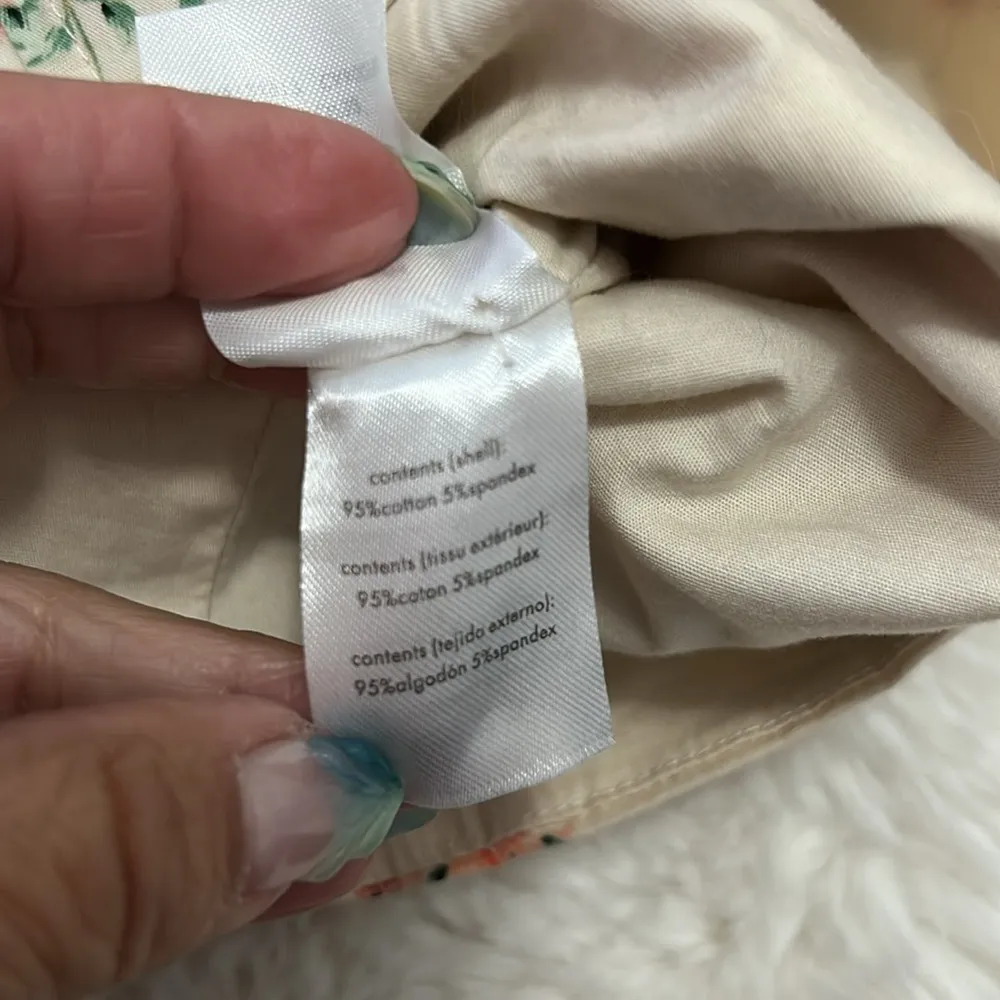 contents (shell):
95%cotton 5%spandex
contents (tissu extérieur):
95%coton 5%spandex
contents (tejido externo):
95%algodón 5%spandex